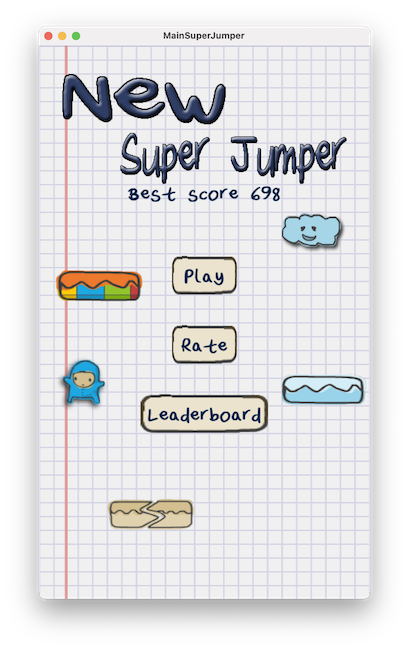 MainSuperJumper
New
Super Jumper
Best score 698
Play
Rate
Leaderboard